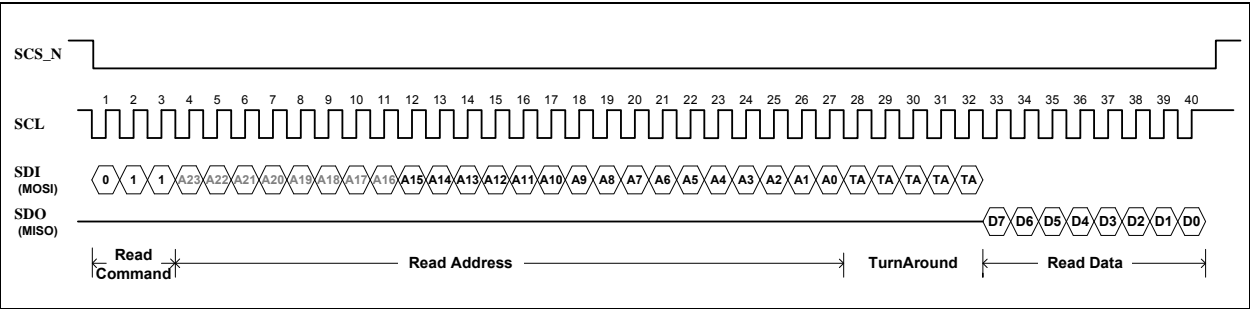 SCS_N
1 2 3 4 5 6 7 8 9 10 11 12 13 14 15 16 17 18 19 20 21 22 23 24 25 26 27 28 29 30 31 32 33 34 35 36 37 38 39 40
SCL
SDI
(MOSI)
0 1 1 A23 A22 A21 A20 A19 A18 A17 A16 A15 A14 A13 A12 A11 A10 A9 A8 A7 A6 A5 A4 A3 A2 A1 A0 TA TA TA TA TA
SDO
(MISO)
D7 D6 D5 D4 D3 D2 D1 D0
Read
Command
Read Address
TurnAround
Read Data